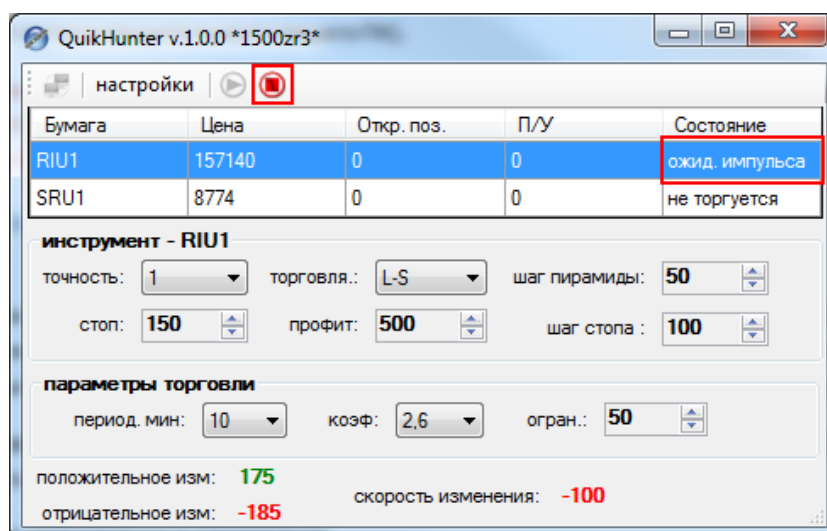 QuikHunter v.1.0.0 *1500zr3*
настройки
Бумага Цена Откр. поз. П/У Состояние
RIU1 157140 0 0 ожид. импульса
SRU1 8774 0 0 не торгуется
инструмент - RIU1
точность: 1 торговля.: L-S шаг пирамиды: 50
стоп: 150 профит: 500 шаг стопа : 100
параметры торговли
период. мин: 10 коэф: 2,6 огран.: 50
положительное изм: 175
скорость изменения: -100
отрицательное изм: -185